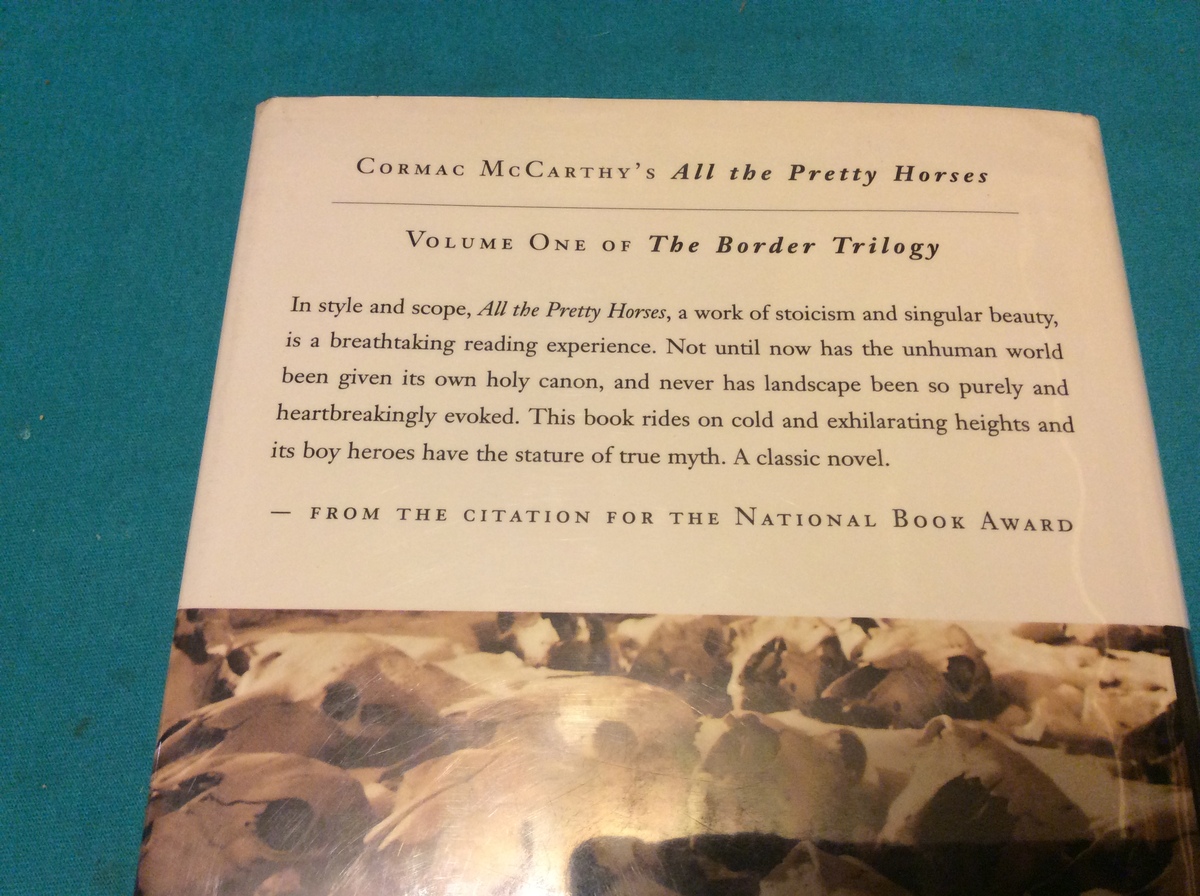 CORMAC MCCARTHY'S All the Pretty Horses
VOLUME ONE OF The Border Trilogy
In style and scope, All the Pretty Horses, a work of stoicism and singular beauty,
is a breathtaking reading experience. Not until now has the unhuman world
been given its own holy canon, and never has landscape been so purely and
heartbreakingly evoked. This book rides on cold and exhilarating heights and
its boy heroes have the stature of true myth. A classic novel.
— FROM THE CITATION FOR THE NATIONAL BOOK AWARD